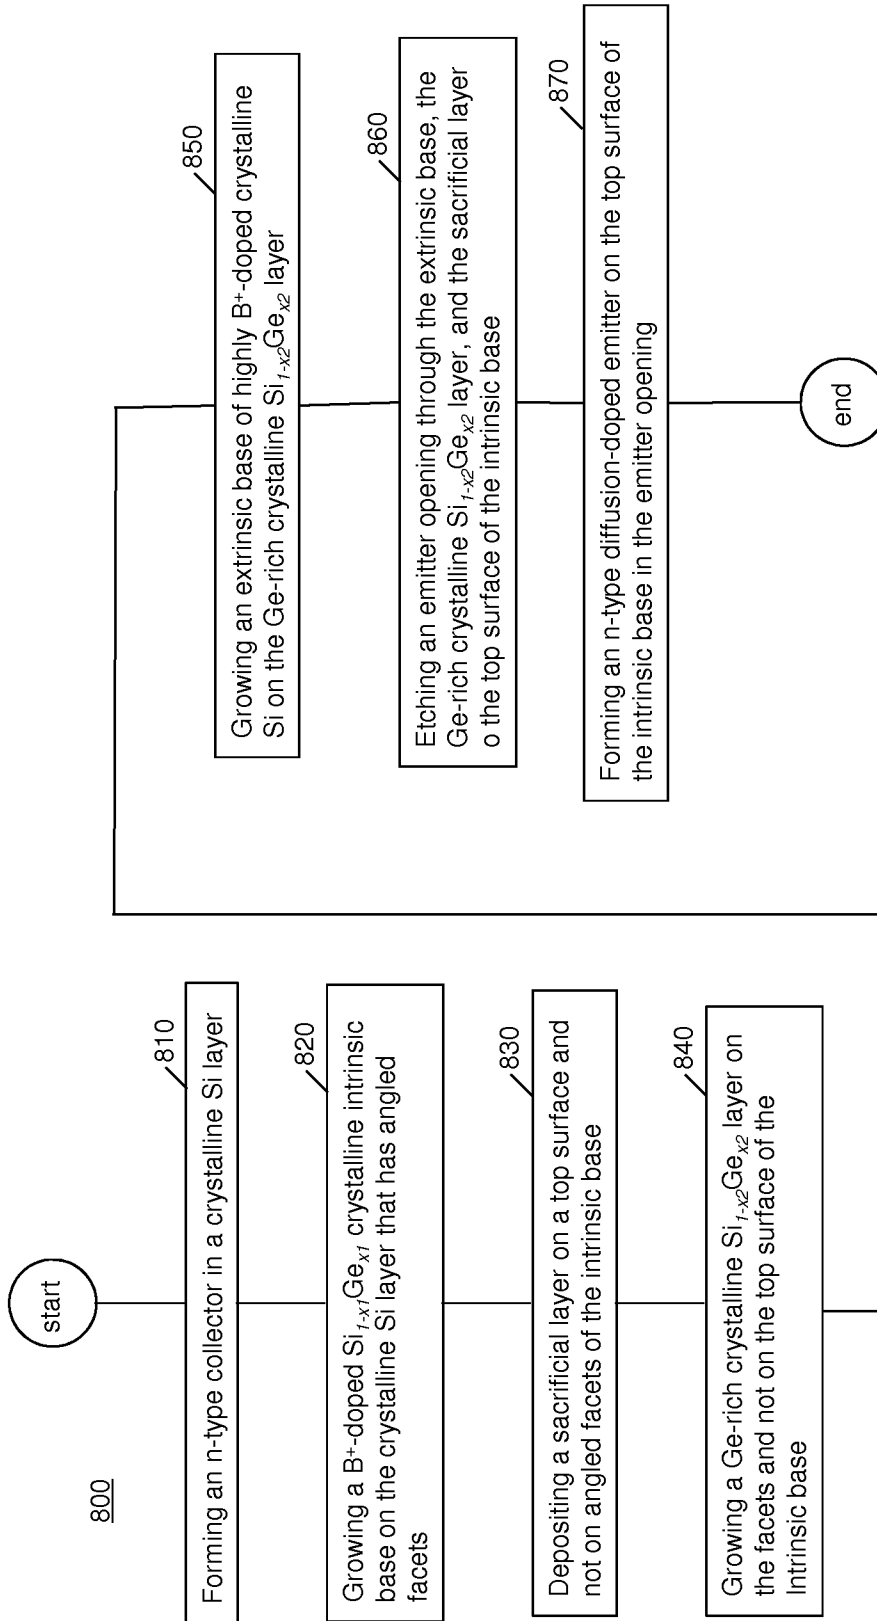 800
start
810
Forming an n-type collector in a crystalline Si layer
820
Growing a B⁺-doped Si₁₋ₓ₁Geₓ₁ crystalline intrinsic
base on the crystalline Si layer that has angled
facets
830
Depositing a sacrificial layer on a top surface and
not on angled facets of the intrinsic base
840
Growing a Ge-rich crystalline Si₁₋ₓ₂Geₓ₂ layer on
the facets and not on the top surface of the
Intrinsic base
850
Growing an extrinsic base of highly B⁺-doped crystalline
Si on the Ge-rich crystalline Si₁₋ₓ₂Geₓ₂ layer
860
Etching an emitter opening through the extrinsic base, the
Ge-rich crystalline Si₁₋ₓ₂Geₓ₂ layer, and the sacrificial layer
o the top surface of the intrinsic base
870
Forming an n-type diffusion-doped emitter on the top surface of
the intrinsic base in the emitter opening
end